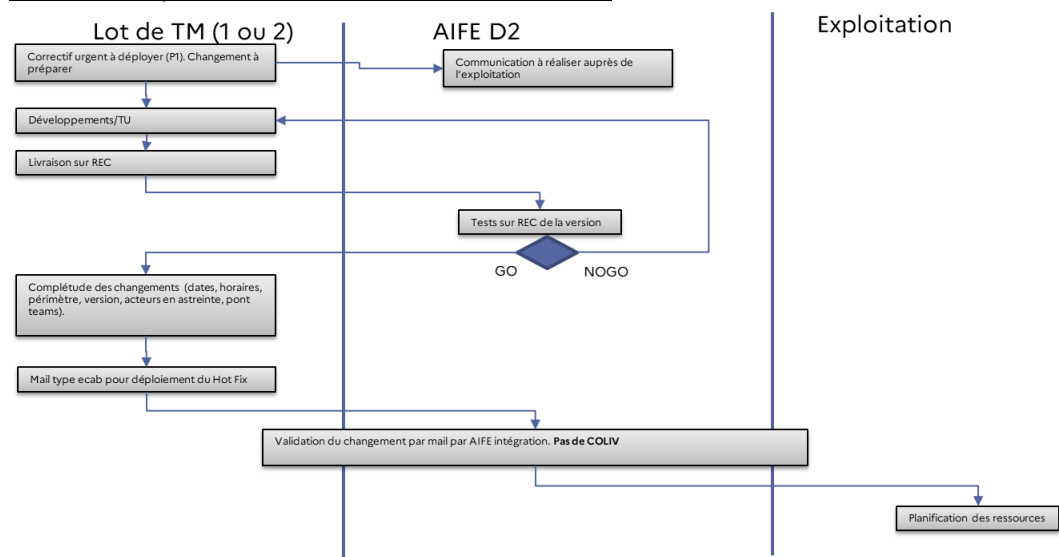 Lot de TM (1 ou 2)
AIFE D2
Exploitation
Correctif urgent à déployer (P1). Changement à
préparer
Communication à réaliser auprès de
l'exploitation
Développements/TU
Livraison sur REC
Tests sur REC de la version
GO
NOGO
Complétude des changements (dates, horaires,
périmètre, version, acteurs en astreinte, pont
teams).
Mail type ecab pour déploiement du Hot Fix
Validation du changement par mail par AIFE intégration. Pas de COLIV
Planification des ressources